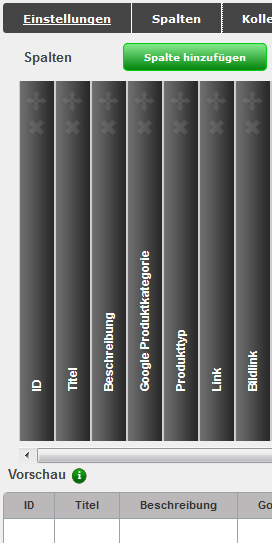 Einstellungen Spalten Kolle
Spalten Spalte hinzufügen
ID
Titel
Beschreibung
Google Produktkategorie
Produkttyp
Link
Bildlink
Vorschau i
ID Titel Beschreibung Go